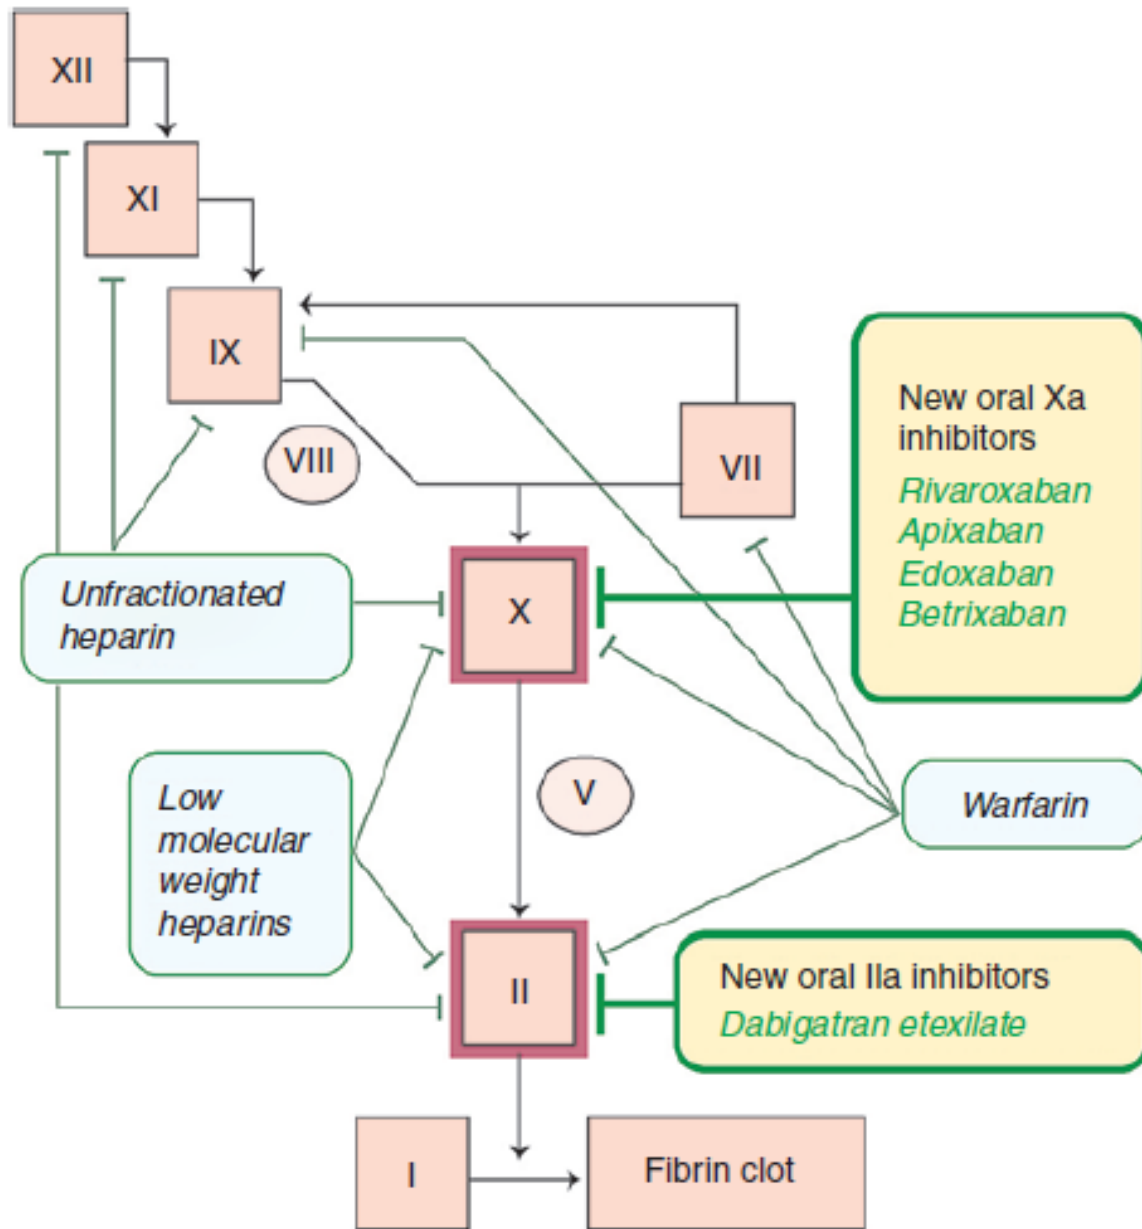 XII
XI
IX
VIII
VII
New oral Xa
inhibitors
Rivaroxaban
Apixaban
Edoxaban
Betrixaban
Unfractionated
heparin
X
Low
molecular
weight
heparins
V
Warfarin
II
New oral IIa inhibitors
Dabigatran etexilate
I
Fibrin clot